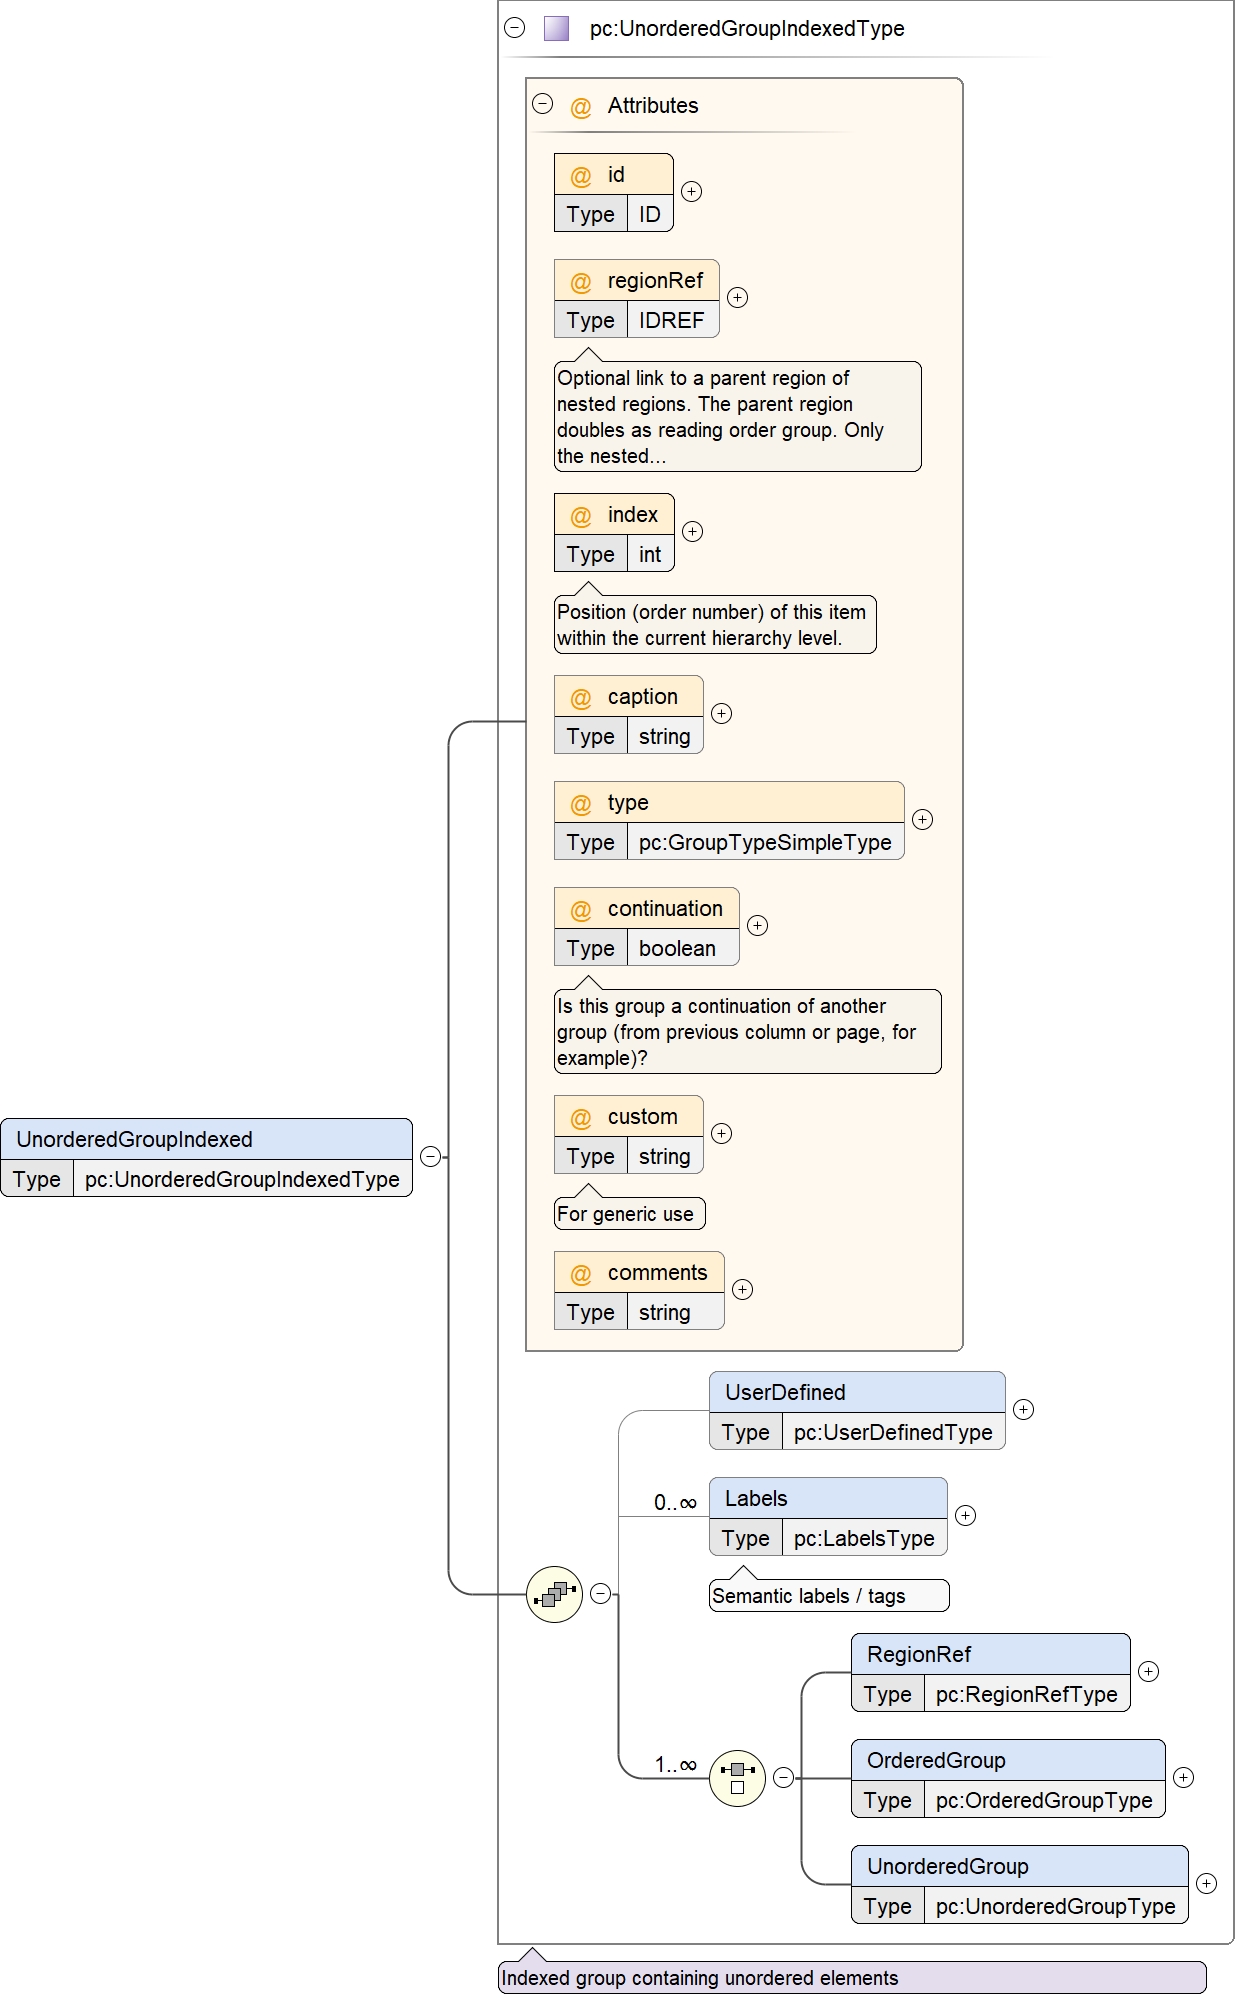 pc:UnorderedGroupIndexedType
@ Attributes
@ id
Type ID
@ regionRef
Type IDREF
Optional link to a parent region of
nested regions. The parent region
doubles as reading order group. Only
the nested...
@ index
Type int
Position (order number) of this item
within the current hierarchy level.
@ caption
Type string
@ type
Type pc:GroupTypeSimpleType
@ continuation
Type boolean
Is this group a continuation of another
group (from previous column or page, for
example)?
@ custom
Type string
For generic use
@ comments
Type string
UnorderedGroupIndexed
Type pc:UnorderedGroupIndexedType
UserDefined
Type pc:UserDefinedType
0..∞
Labels
Type pc:LabelsType
Semantic labels / tags
1..∞
RegionRef
Type pc:RegionRefType
OrderedGroup
Type pc:OrderedGroupType
UnorderedGroup
Type pc:UnorderedGroupType
Indexed group containing unordered elements